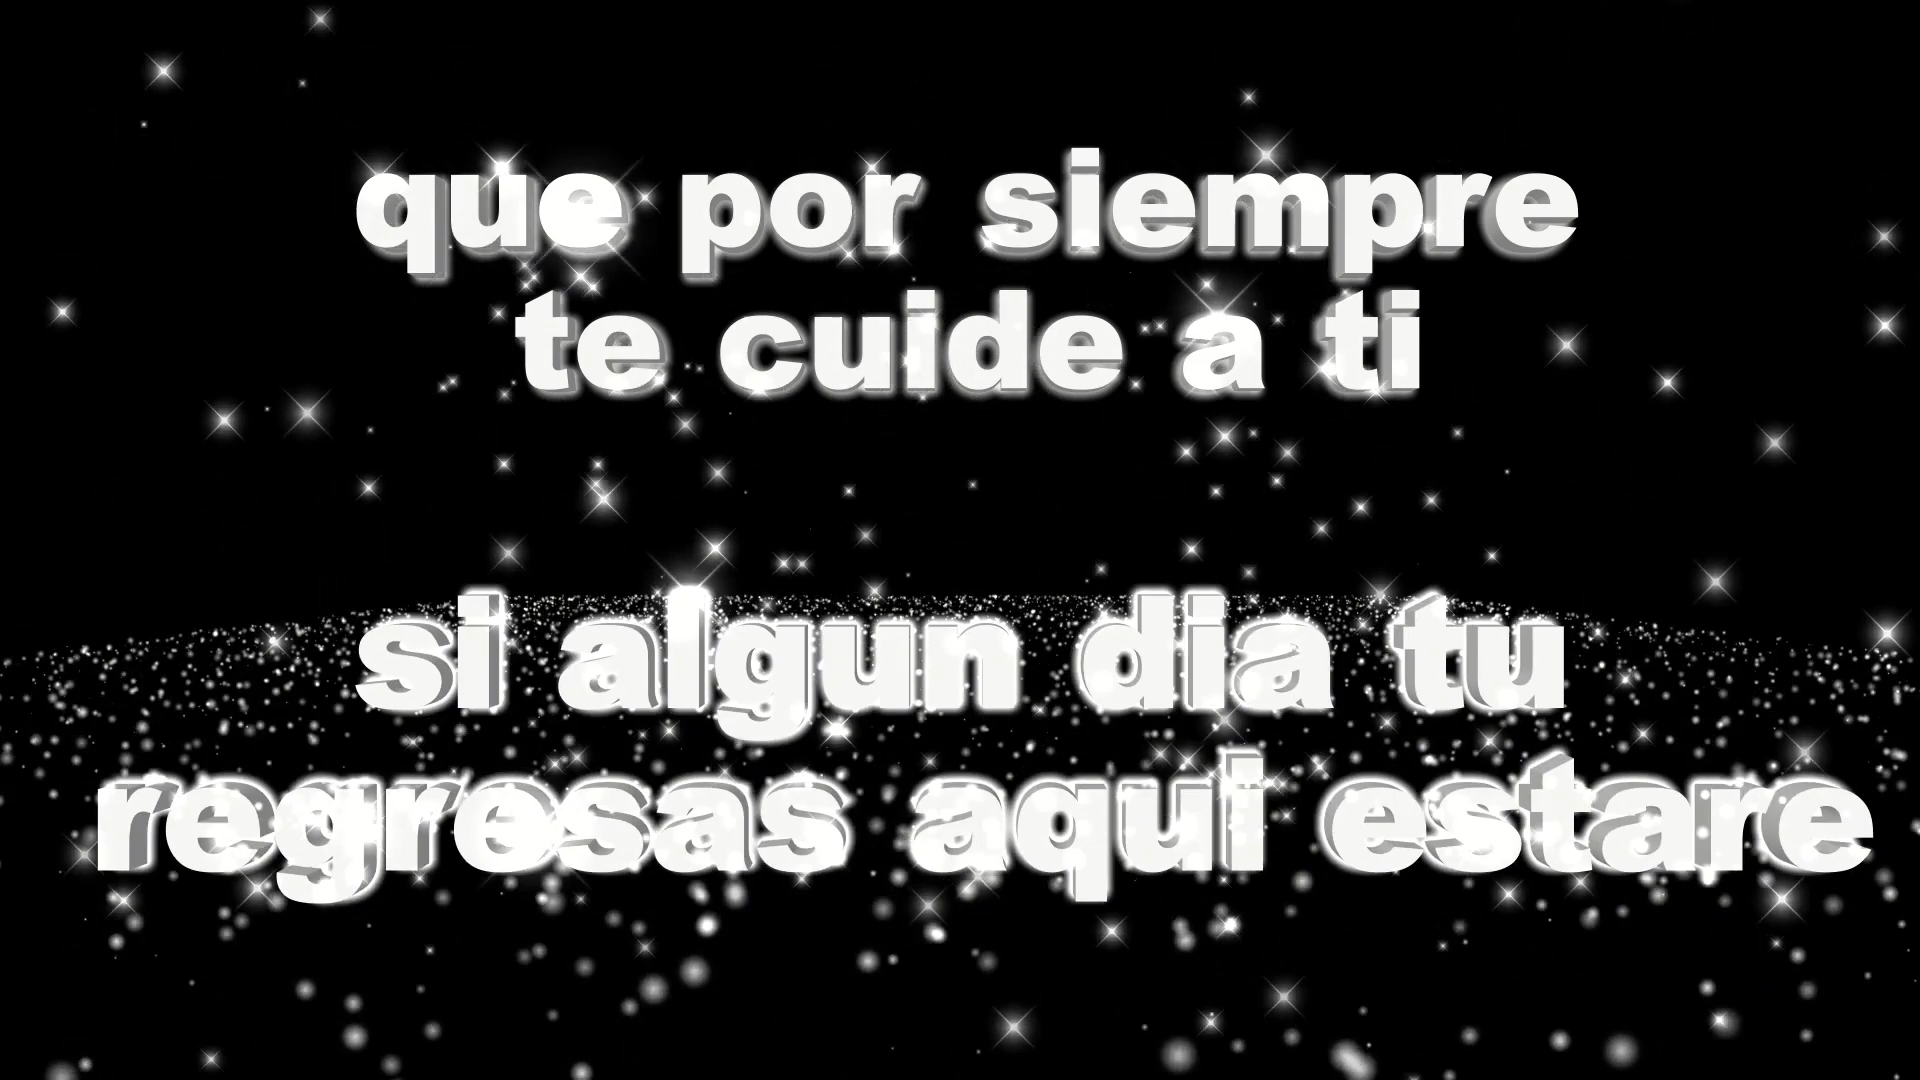 que por siempre
te cuide a ti
si algun dia tu
regresas aqui estare